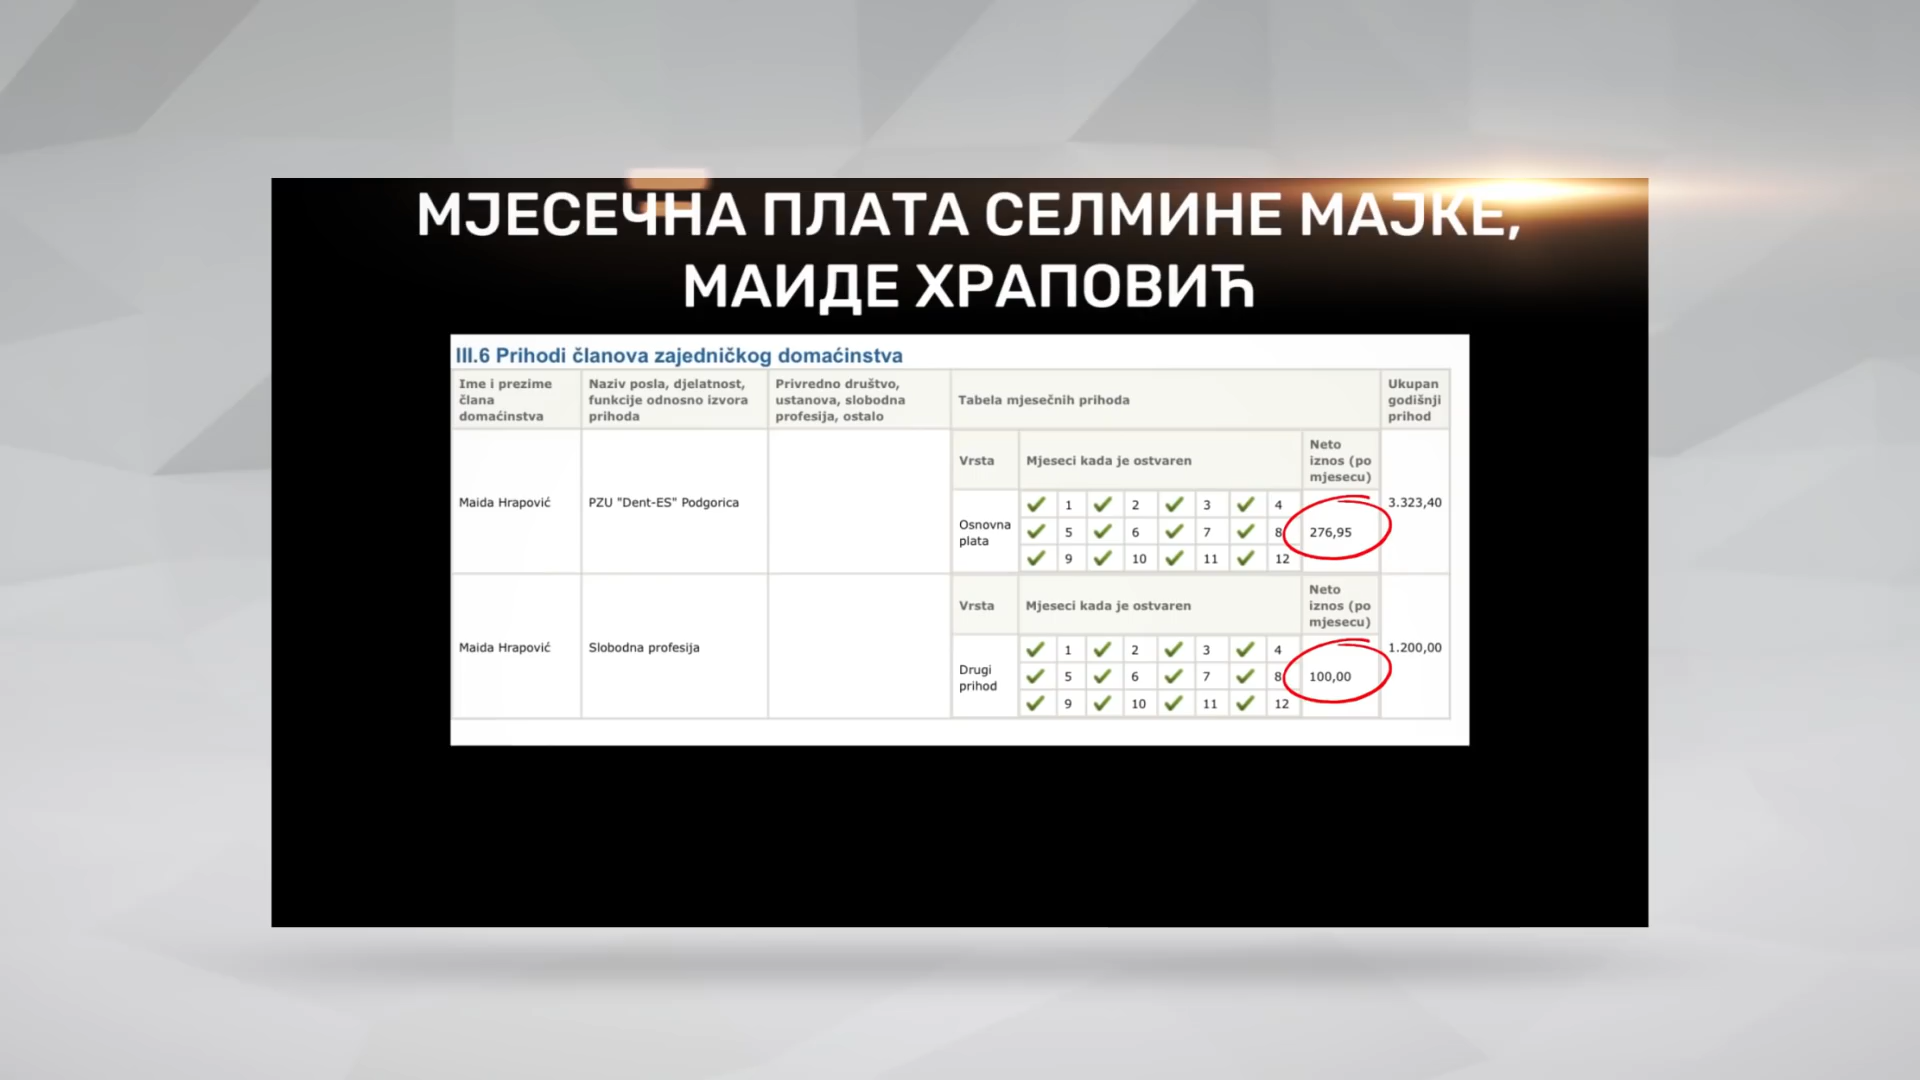 МЈЕСЕЧНА ПЛАТА СЕЛМИНЕ МАЈКЕ,
МАИДЕ ХРАПОВИЋ
III.6 Prihodi članova zajedničkog domaćinstva
Ime i prezime člana domaćinstva
Naziv posla, djelatnost, funkcije odnosno izvora prihoda
Privredno društvo, ustanova, slobodna profesija, ostalo
Tabela mjesečnih prihoda
Ukupan godišnji prihod
Maida Hrapović
PZU "Dent-ES" Podgorica
Vrsta
Mjeseci kada je ostvaren
Neto iznos (po mjesecu)
Osnovna plata
1 2 3 4
5 6 7 8
9 10 11 12
276,95
3.323,40
Maida Hrapović
Slobodna profesija
Vrsta
Mjeseci kada je ostvaren
Neto iznos (po mjesecu)
Drugi prihod
1 2 3 4
5 6 7 8
9 10 11 12
100,00
1.200,00